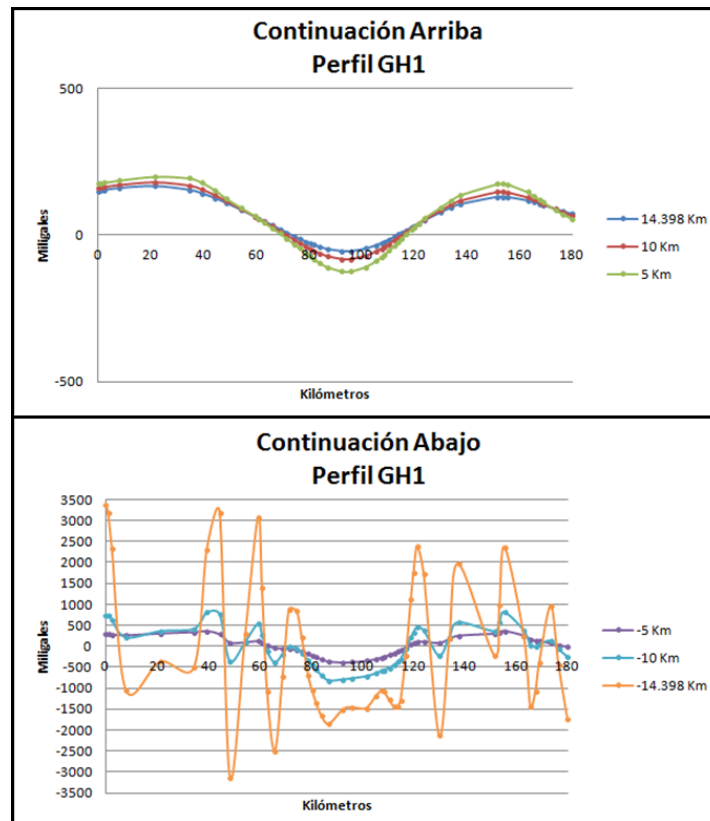 Continuación Arriba
Perfil GH1
500
0
-500
Miligales
0 20 40 60 80 100 120 140 160 180
Kilómetros
14.398 Km
10 Km
5 Km
Continuación Abajo
Perfil GH1
3500
3000
2500
2000
1500
1000
500
0
-500
-1000
-1500
-2000
-2500
-3000
-3500
Miligales
0 20 40 60 80 100 120 140 160 180
Kilómetros
-5 Km
-10 Km
-14.398 Km